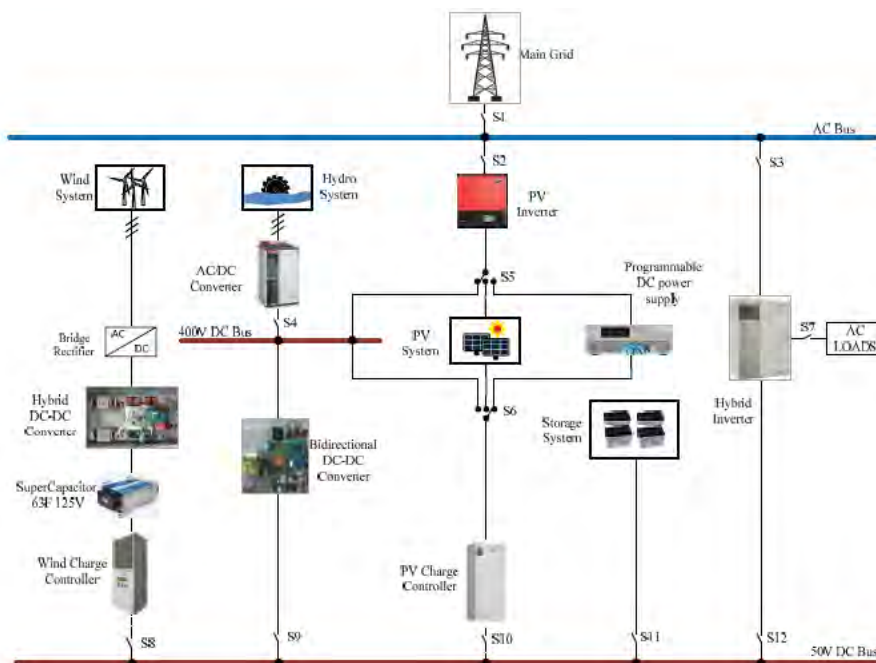 Main Grid
S1
AC Bus
Wind
System
Hydro
System
S2
S3
PV
Inverter
AC/DC
Converter
S5
Programmable
DC power
supply
S4
400V DC Bus
Bridge
Rectifier
AC
DC
PV
System
S7
AC
LOADS
Hybrid
DC-DC
Converter
S6
Hybrid
Inverter
Storage
System
Bidirectional
DC-DC
Converter
SuperCapacitor
63F 125V
Wind Charge
Controller
PV Charge
Controller
S8
S9
S10
S11
S12
50V DC Bus